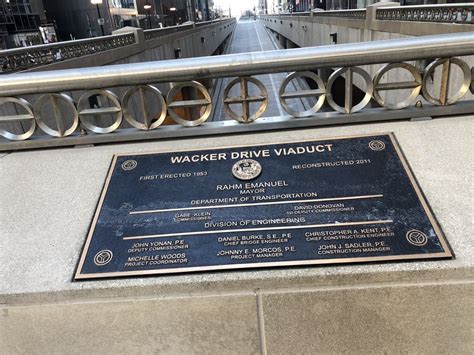 WACKER DRIVE VIADUCT
FIRST ERECTED 1953
RECONSTRUCTED 2011
RAHM EMANUEL
MAYOR
DEPARTMENT OF TRANSPORTATION
GABE KLEIN
COMMISSIONER
DAVID DONOVAN
1ST DEPUTY COMMISSIONER
DIVISION OF ENGINEERING
JOHN YONAN, P.E.
DEPUTY COMMISSIONER
DANIEL BURKE, S.E., P.E.
CHIEF BRIDGE ENGINEER
CHRISTOPHER A. KENT, P.E.
CHIEF CONSTRUCTION ENGINEER
MICHELLE WOODS
PROJECT COORDINATOR
JOHNNY E. MORCOS, P.E.
PROJECT MANAGER
JOHN J. SADLER, P.E.
CONSTRUCTION MANAGER